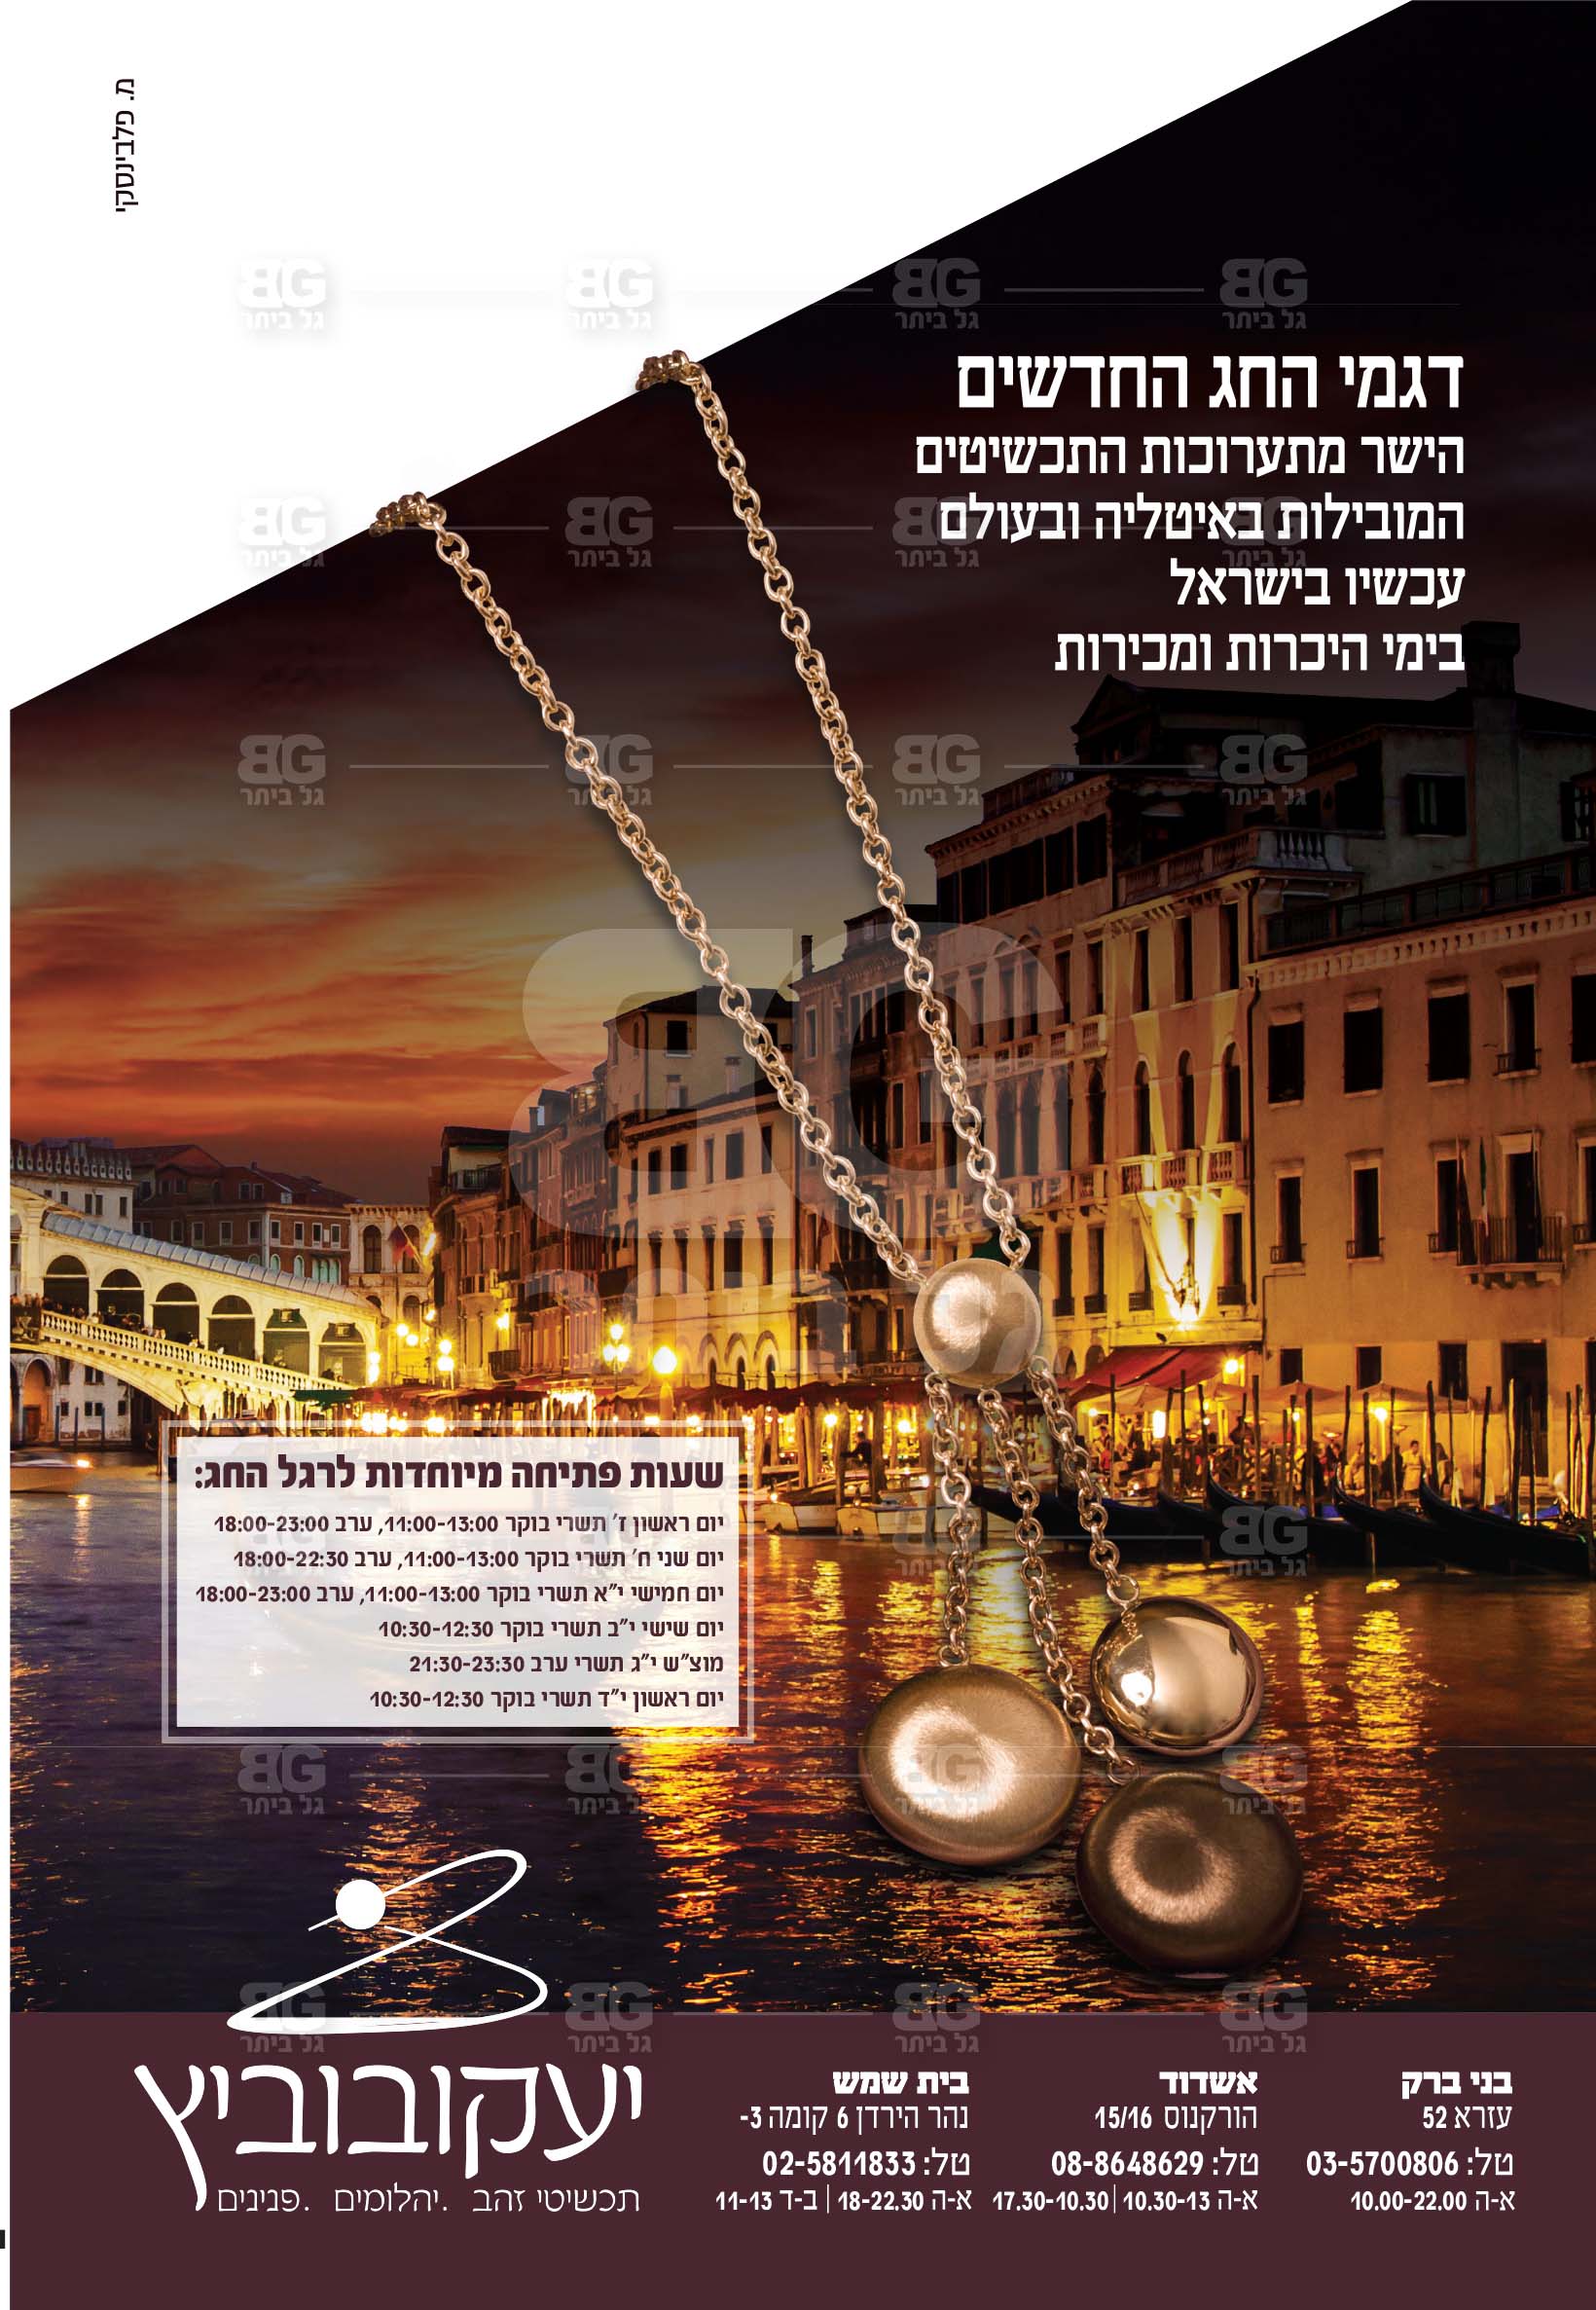 מ. פלבינסקי
דגמי החג החדשים
הישר מתערוכות התכשיטים
המובילות באיטליה ובעולם
עכשיו בישראל
בימי היכרות ומכירות
שעות פתיחה מיוחדות לרגל החג:
יום ראשון ז' תשרי בוקר 11:00-13:00, ערב 18:00-23:00
יום שני ח' תשרי בוקר 11:00-13:00, ערב 18:00-22:30
יום חמישי י"א תשרי בוקר 11:00-13:00, ערב 18:00-23:00
יום שישי י"ב תשרי בוקר 10:30-12:30
מוצ"ש י"ג תשרי ערב 21:30-23:30
יום ראשון י"ד תשרי בוקר 10:30-12:30
יעקובוביץ
תכשיטי זהב .יהלומים .פנינים
בני ברק
עזרא 52
טל: 03-5700806
א-ה 10.00-22.00
אשדוד
הורקנוס 15/16
טל: 08-8648629
א-ה 10.30-13 | 17.30-10.30
בית שמש
נהר הירדן 6 קומה 3-
טל: 02-5811833
א-ה 18-22.30 | ב-ד 11-13
BG
גל ביתר